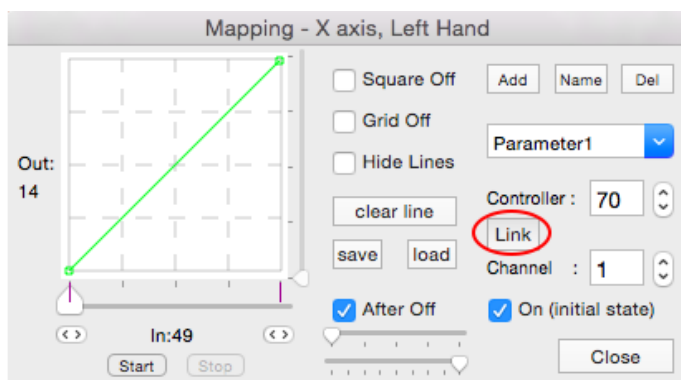 Mapping - X axis, Left Hand
Square Off
Add
Name
Del
Grid Off
Parameter1
Hide Lines
Out:
14
clear line
Controller : 70
Link
save
load
Channel : 1
After Off
On (initial state)
In:49
Start
Stop
Close